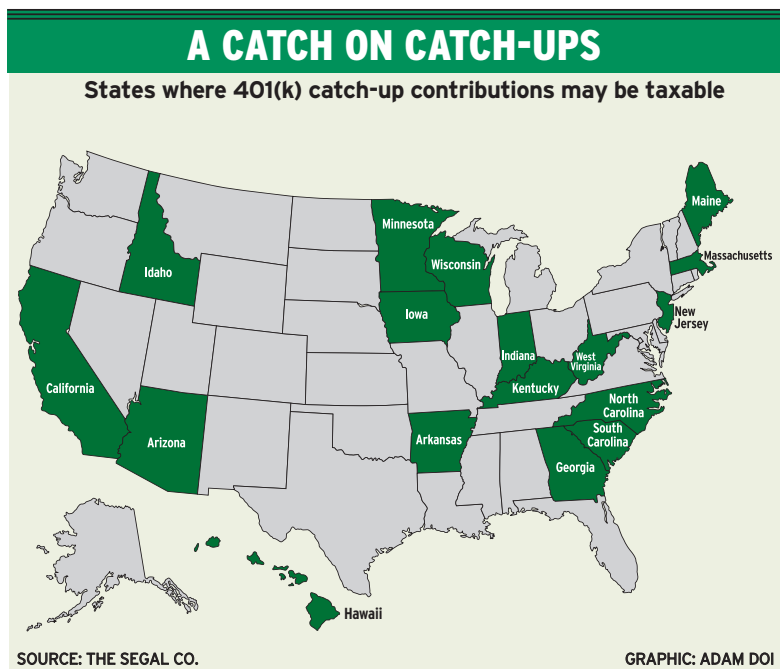 A CATCH ON CATCH-UPS
States where 401(k) catch-up contributions may be taxable
Maine
Minnesota
Massachusetts
Wisconsin
Idaho
Iowa
New
Jersey
Indiana
West
Virginia
California
Kentucky
North
Carolina
Arizona
Arkansas
South
Carolina
Georgia
Hawaii
SOURCE: THE SEGAL CO.
GRAPHIC: ADAM DOI